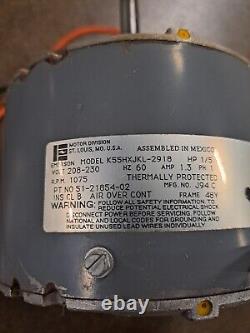 MOTOR DIVISION
ST. LOUIS, MO. U.S.A.
ASSEMBLED IN MEXICO
EMERSON MODEL K55HXJKL-2918 HP 1/5
VOLT 208-230 HZ 60 AMP 1.3 PH 1
R.P.M. 1075 THERMALLY PROTECTED
PT NO 51-21854-02 MFG. NO. J94 C
INS CL B AIR OVER CONT FRAME 48Y
WARNING: FOLLOW ALL SAFETY INFORMATION TO
REDUCE POTENTIAL ELECTRICAL SHOCK
DISCONNECT POWER BEFORE SERVICING. FOLLOW
NATIONAL AND LOCAL CODES FOR GROUNDING AND
INSULATE UNUSED LEAD WIRES INDIVIDUALLY